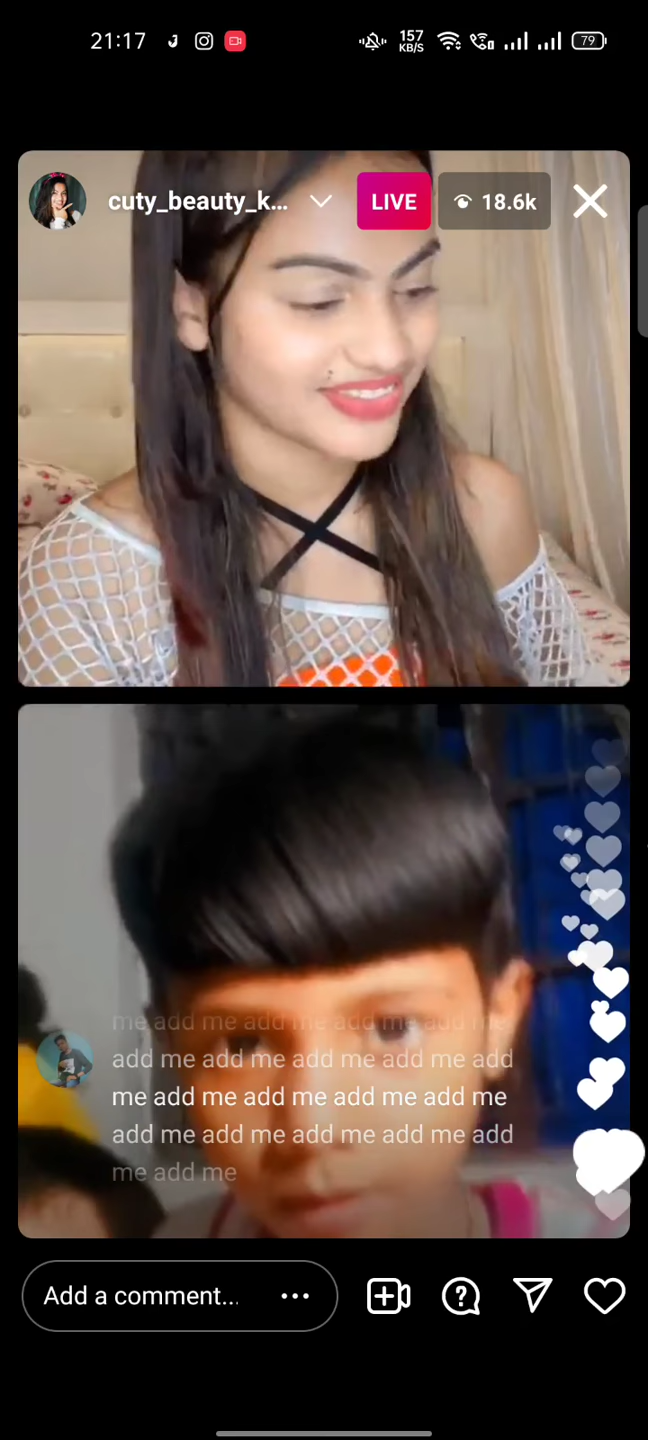 21:17
157
KB/S
79
cuty_beauty_k...
LIVE
18.6k
me add me add me add me add me
add me add me add me add me add
me add me add me add me add me
add me add me add me add me add
me add me
Add a comment...